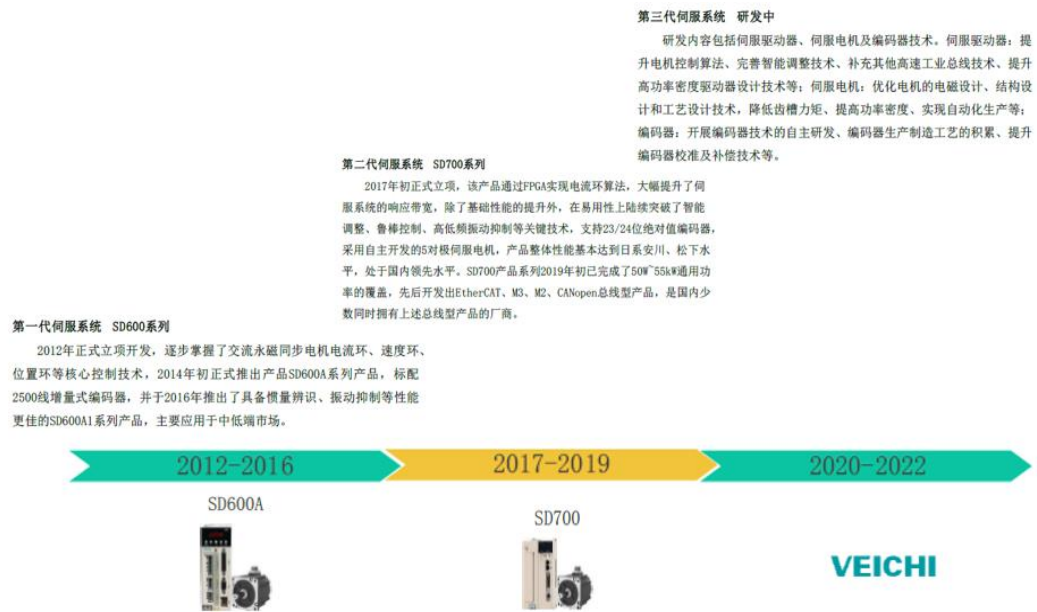 第三代伺服系统 研发中
研发内容包括伺服驱动器、伺服电机及编码器技术。伺服驱动器：提
升电机控制算法、完善智能调整技术、补充其他高速工业总线技术、提升
高功率密度驱动器设计技术等；伺服电机：优化电机的电磁设计、结构设
计和工艺设计技术，降低齿槽力矩、提高功率密度、实现自动化生产等；
编码器：开展编码器技术的自主研发、编码器生产制造工艺的积累、提升
编码器校准及补偿技术等。
第二代伺服系统 SD700系列
2017年初正式立项，该产品通过FPGA实现电流环算法，大幅提升了伺
服系统的响应带宽，除了基础性能的提升外，在易用性上陆续突破了智能
调整、鲁棒控制、高低频振动抑制等关键技术，支持23/24位绝对值编码器，
采用自主开发的5对极伺服电机，产品整体性能基本达到日系安川、松下水
平，处于国内领先水平。SD700产品系列2019年初已完成了50W~55kW通用功
率的覆盖，先后开发出EtherCAT、M3、M2、CANopen总线型产品，是国内少
数同时拥有上述总线型产品的厂商。
第一代伺服系统 SD600系列
2012年正式立项开发，逐步掌握了交流永磁同步电机电流环、速度环、
位置环等核心控制技术，2014年初正式推出产品SD600A系列产品，标配
2500线增量式编码器，并于2016年推出了具备惯量辨识、振动抑制等性能
更佳的SD600A1系列产品，主要应用于中低端市场。
2012-2016
2017-2019
2020-2022
SD600A
SD700
VEICHI